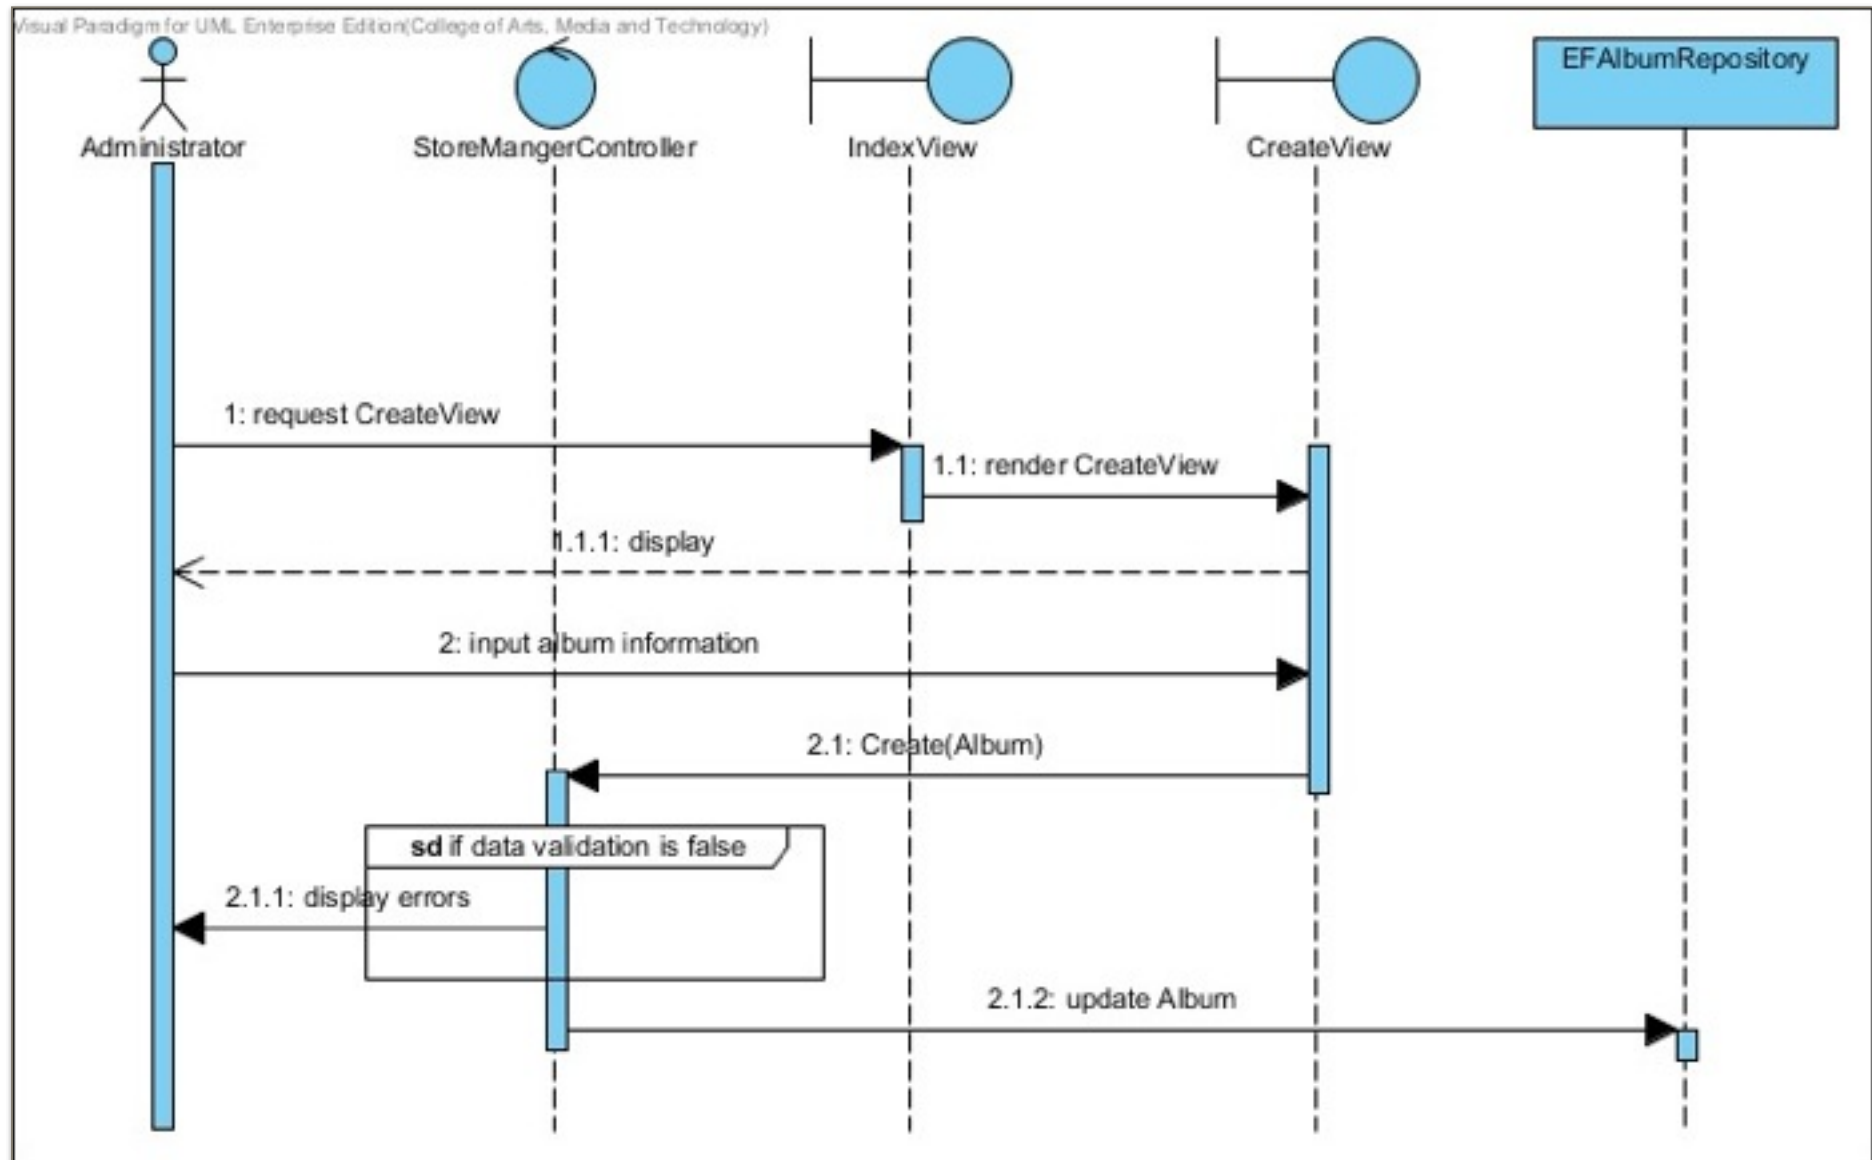 Visual Paradigm for UML Enterprise Edition(College of Arts, Media and Technology)
Administrator
StoreMangerController
IndexView
CreateView
EFAlbumRepository
1: request CreateView
1.1: render CreateView
1.1.1: display
2: input album information
2.1: Create(Album)
sd if data validation is false
2.1.1: display errors
2.1.2: update Album